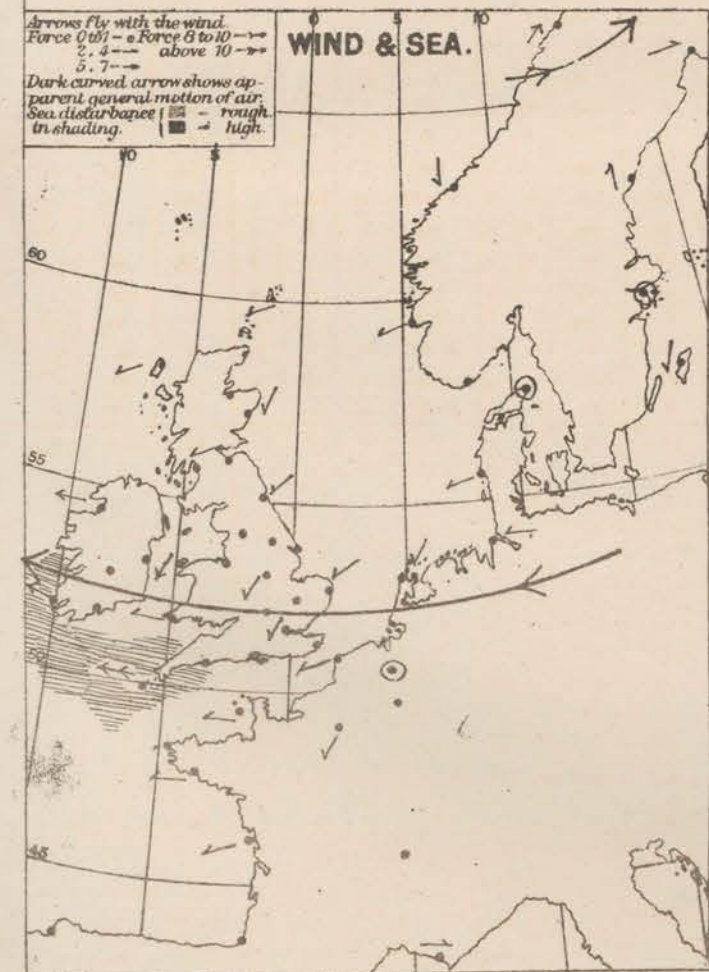 Arrows fly with the wind.
Force 0 to 1 - Force 8 to 10 -
2. 4 - above 10 -
5. 7 -
Dark curved arrow shows ap-
parent general motion of air.
Sea disturbance - rough.
in shading. - high.
WIND & SEA.
0 5 10
10 5
60
55
50
45